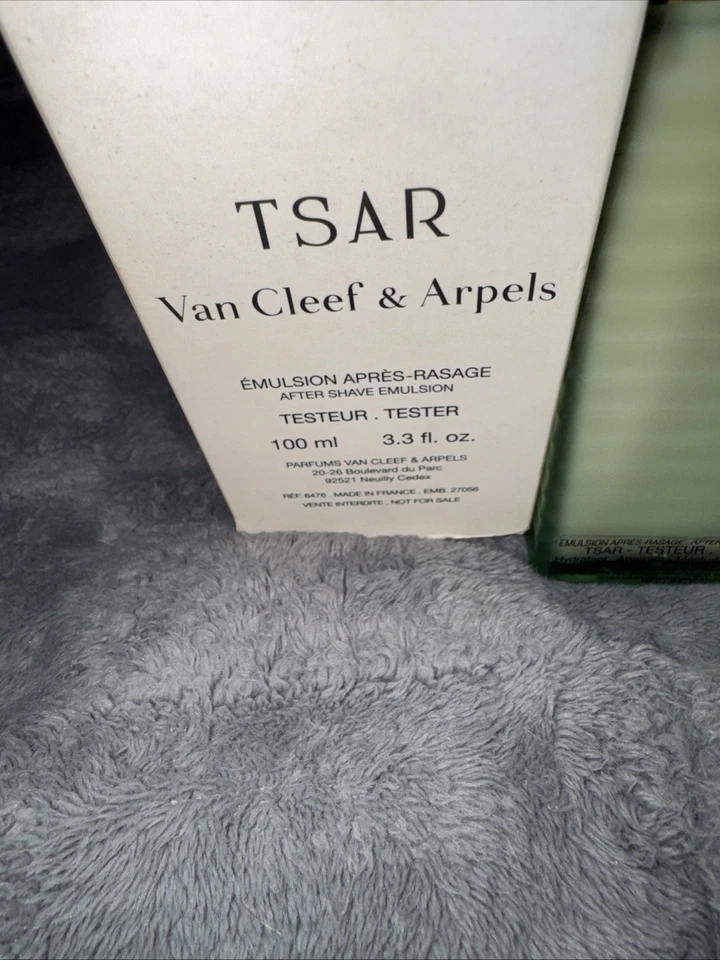 TSAR
Van Cleef & Arpels
ÉMULSION APRÈS-RASAGE
AFTER SHAVE EMULSION
TESTEUR . TESTER
100 ml 3.3 fl. oz.
PARFUMS VAN CLEEF & ARPELS
20-26 Boulevard du Parc
92521 Neuilly Cedex
RÉF. 6476 . MADE IN FRANCE . EMB. 27056
VENTE INTERDITE . NOT FOR SALE
ÉMULSION APRÈS-RASAGE . AFTER
TSAR - TESTEUR .